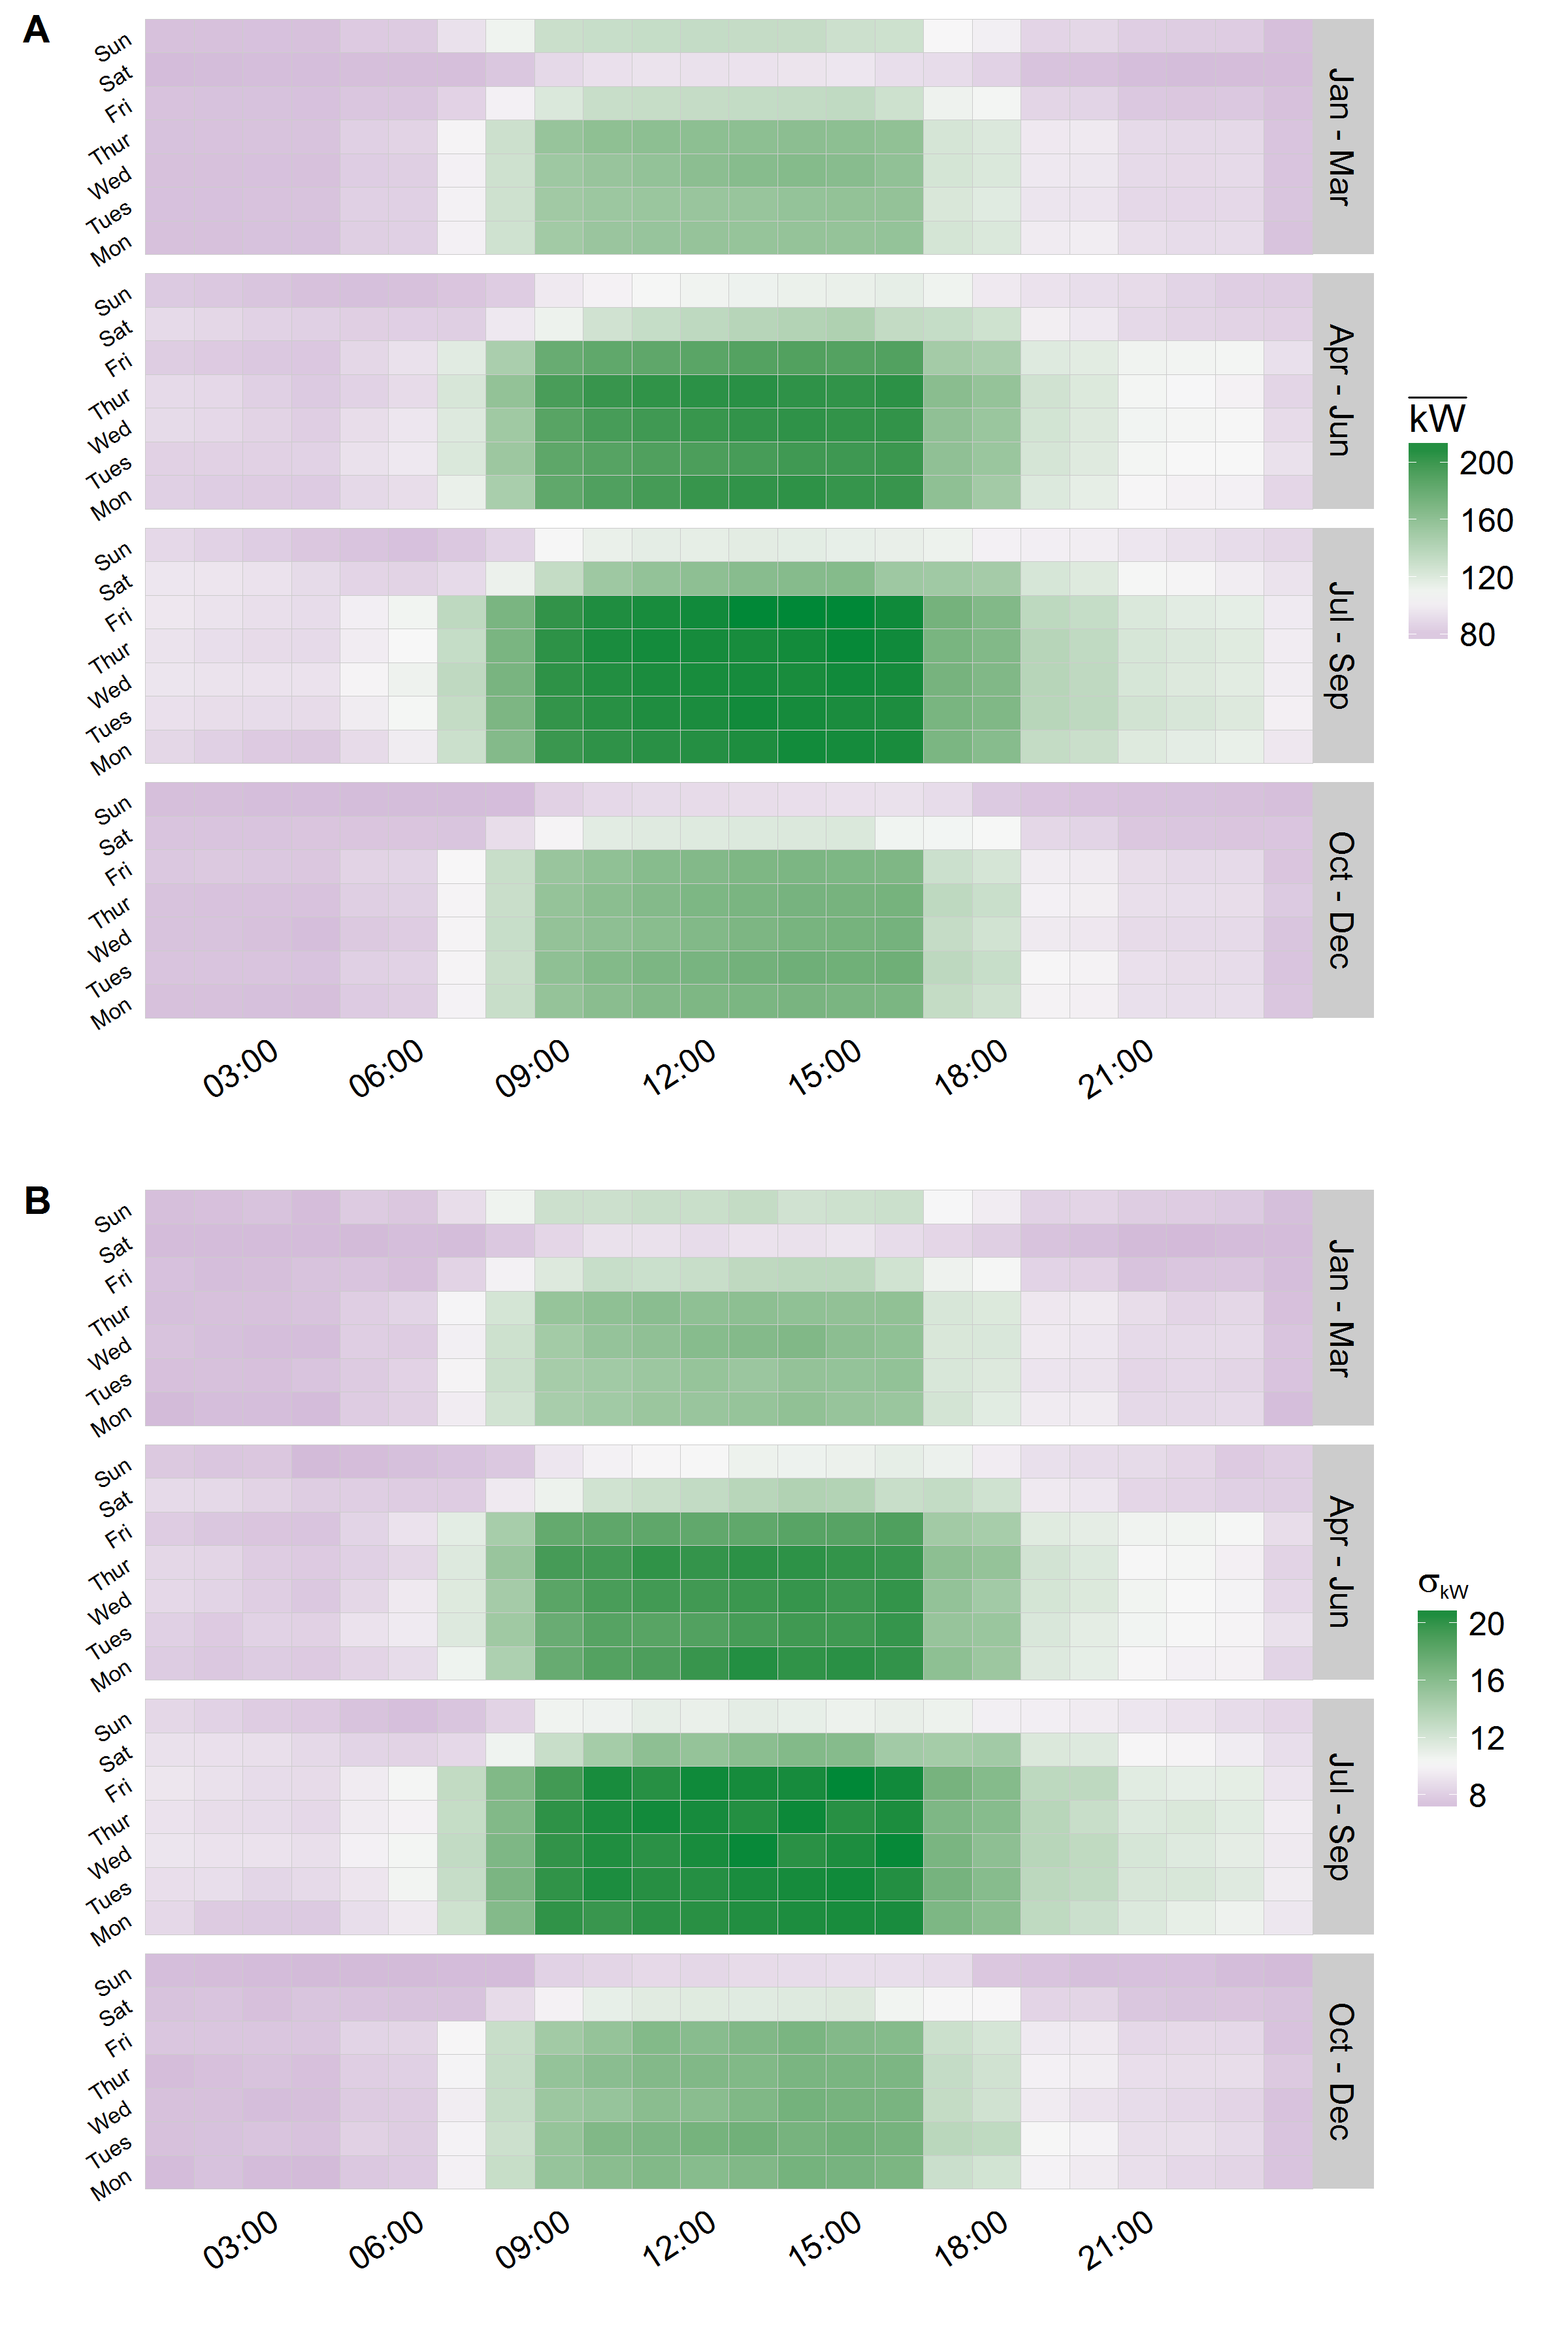 A
Sun
Sat
Fri
Thur
Wed
Tues
Mon
Jan - Mar
Sun
Sat
Fri
Thur
Wed
Tues
Mon
Apr - Jun
Sun
Sat
Fri
Thur
Wed
Tues
Mon
Jul - Sep
Sun
Sat
Fri
Thur
Wed
Tues
Mon
Oct - Dec
03:00 06:00 09:00 12:00 15:00 18:00 21:00
kW
200
160
120
80
B
Sun
Sat
Fri
Thur
Wed
Tues
Mon
Jan - Mar
Sun
Sat
Fri
Thur
Wed
Tues
Mon
Apr - Jun
Sun
Sat
Fri
Thur
Wed
Tues
Mon
Jul - Sep
Sun
Sat
Fri
Thur
Wed
Tues
Mon
Oct - Dec
03:00 06:00 09:00 12:00 15:00 18:00 21:00
σkW
20
16
12
8